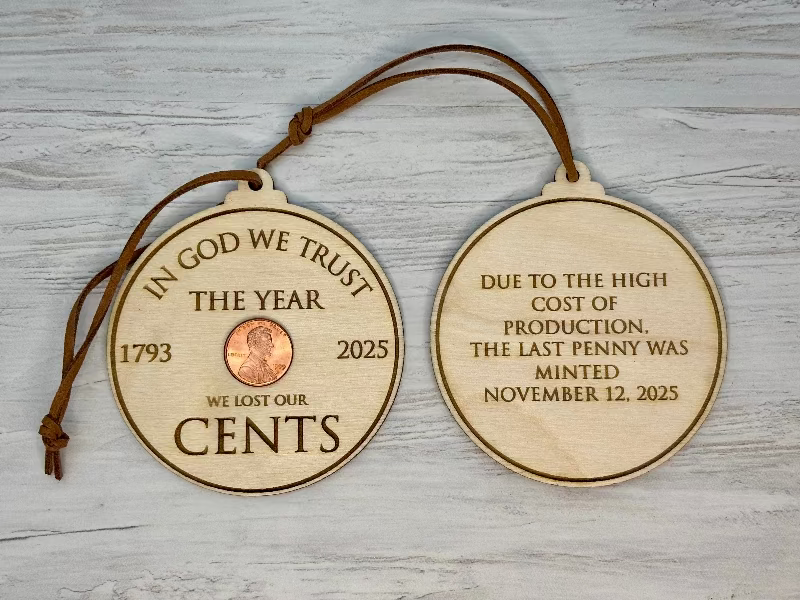 IN GOD WE TRUST
THE YEAR
1793
2025
WE LOST OUR
CENTS
DUE TO THE HIGH
COST OF
PRODUCTION,
THE LAST PENNY WAS
MINTED
NOVEMBER 12, 2025